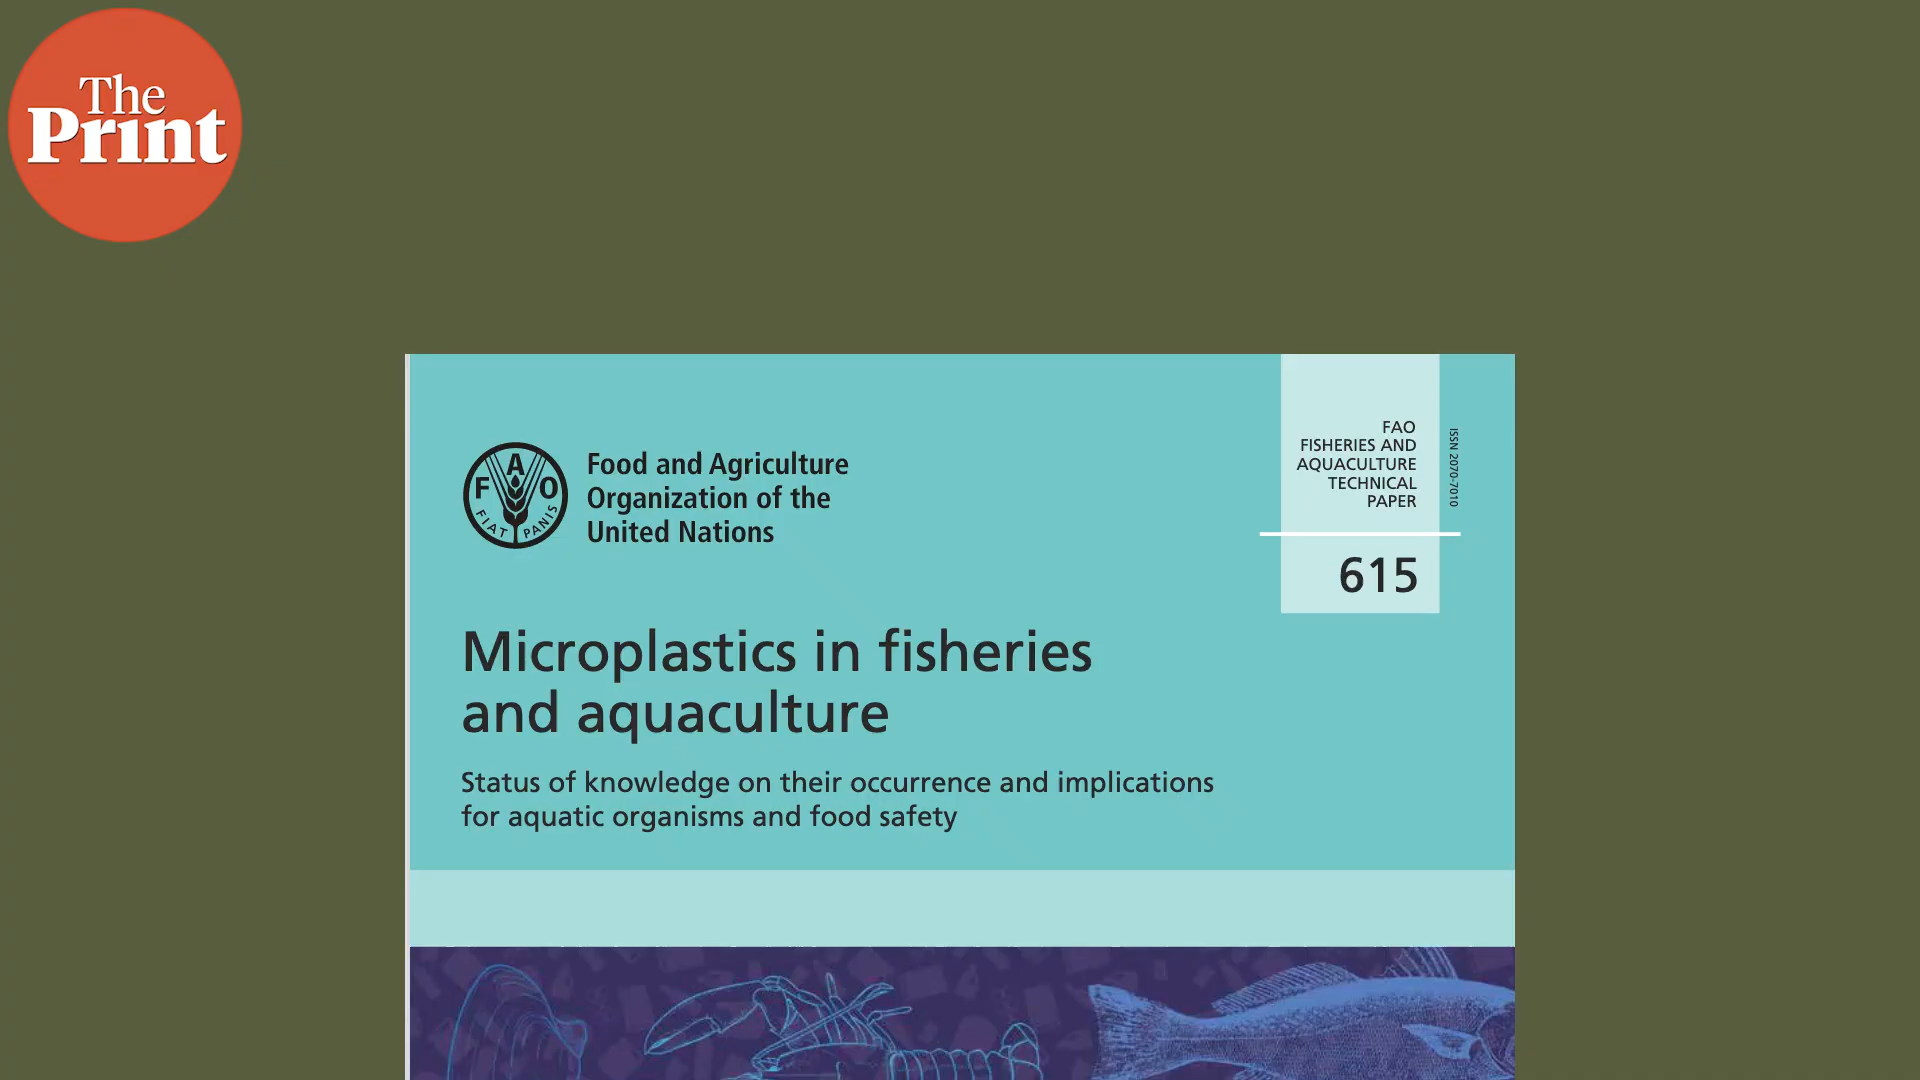 The
Print
FAO
FISHERIES AND
AQUACULTURE
TECHNICAL
PAPER
ISSN 2070-7010
615
F A O
FIAT PANIS
Food and Agriculture
Organization of the
United Nations
Microplastics in fisheries
and aquaculture
Status of knowledge on their occurrence and implications
for aquatic organisms and food safety